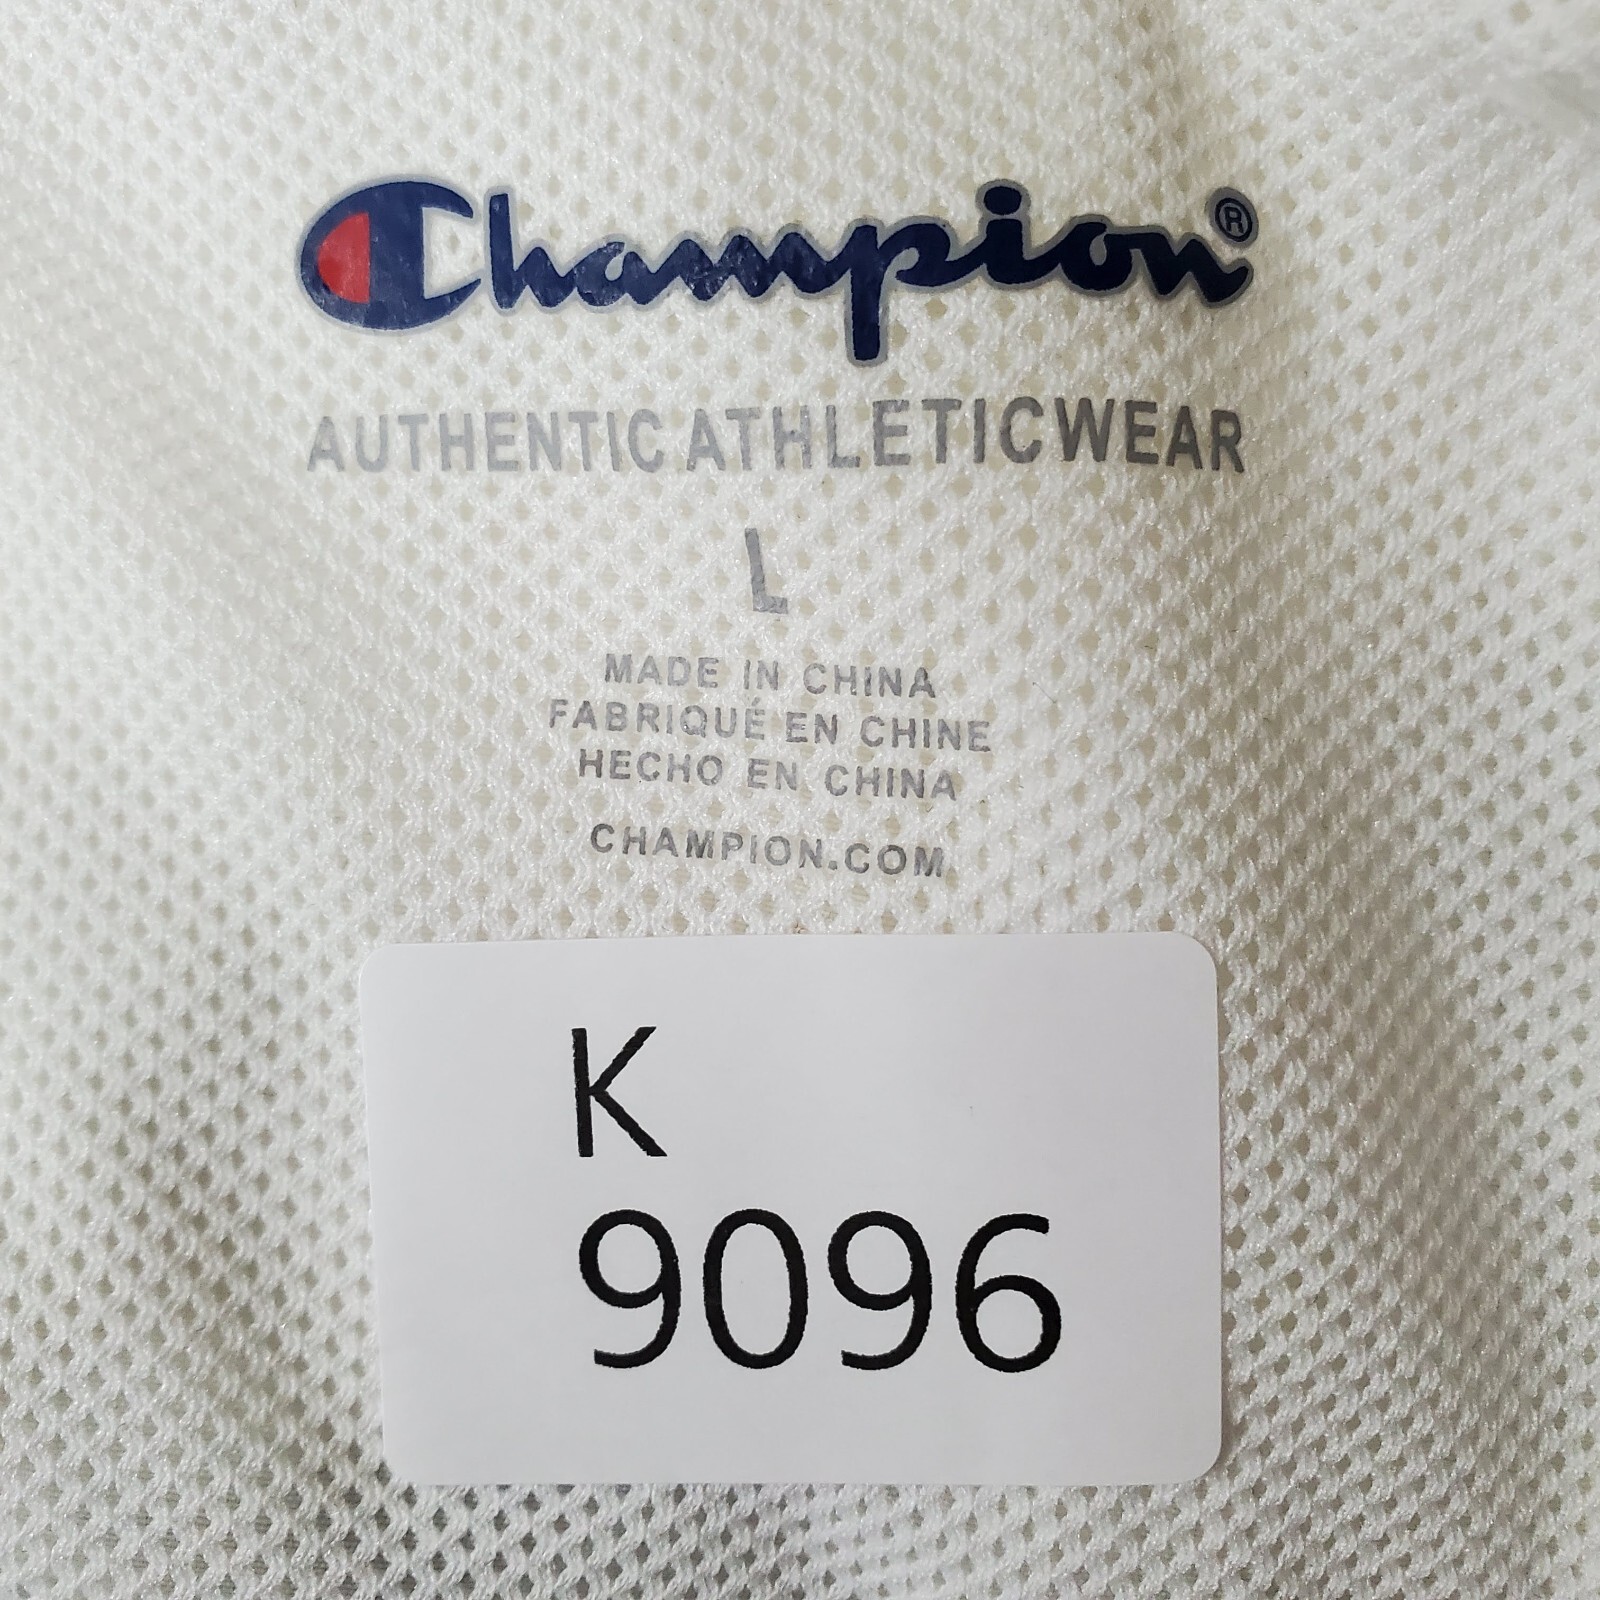 Champion®
AUTHENTIC ATHLETICWEAR
L
MADE IN CHINA
FABRIQUÉ EN CHINE
HECHO EN CHINA
CHAMPION.COM
K
9096